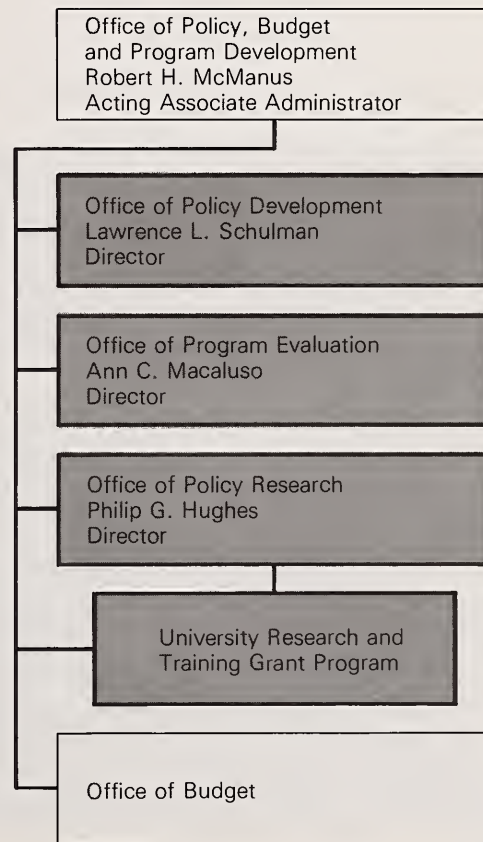 Office of Policy, Budget
and Program Development
Robert H. McManus
Acting Associate Administrator
Office of Policy Development
Lawrence L. Schulman
Director
Office of Program Evaluation
Ann C. Macaluso
Director
Office of Policy Research
Philip G. Hughes
Director
University Research and
Training Grant Program
Office of Budget